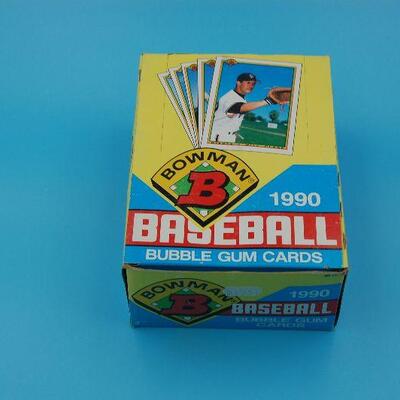 BOWMAN
B
1990
BASEBALL
BUBBLE GUM CARDS
BOWMAN
B
1990
BASEBALL
BUBBLE GUM
CARDS